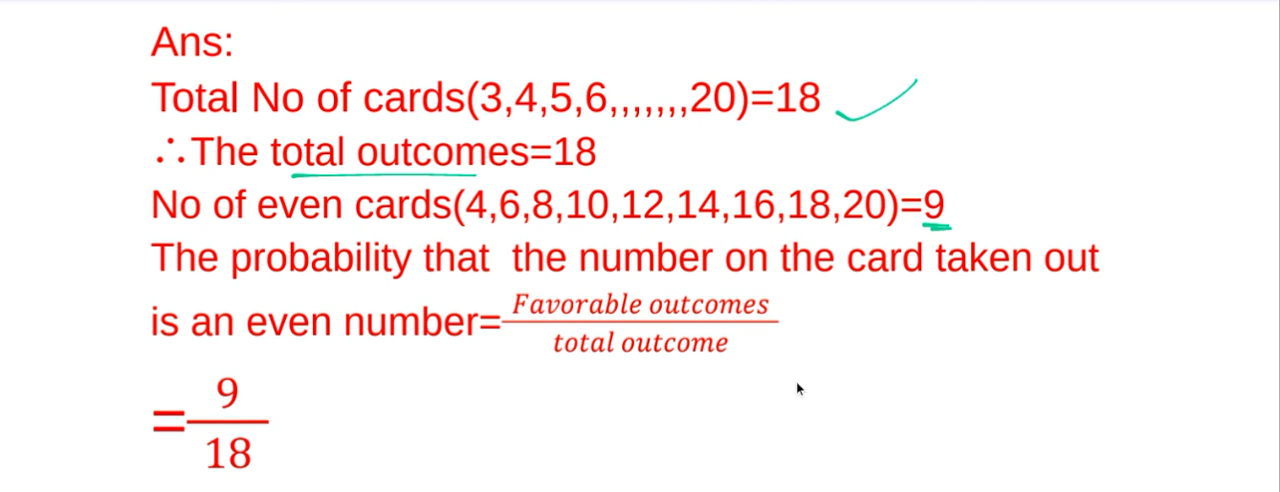 Ans:
Total No of cards(3,4,5,6,,,,,,,20)=18
∴The total outcomes=18
No of even cards(4,6,8,10,12,14,16,18,20)=9
The probability that  the number on the card taken out
is an even number=Favorable outcomes/total outcome
=9/18